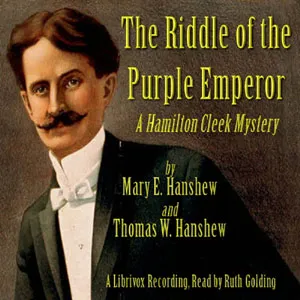 The Riddle of the
Purple Emperor
A Hamilton Cleek Mystery
by
Mary E. Hanshew
and
Thomas W. Hanshew
A Librivox Recording, Read by Ruth Golding